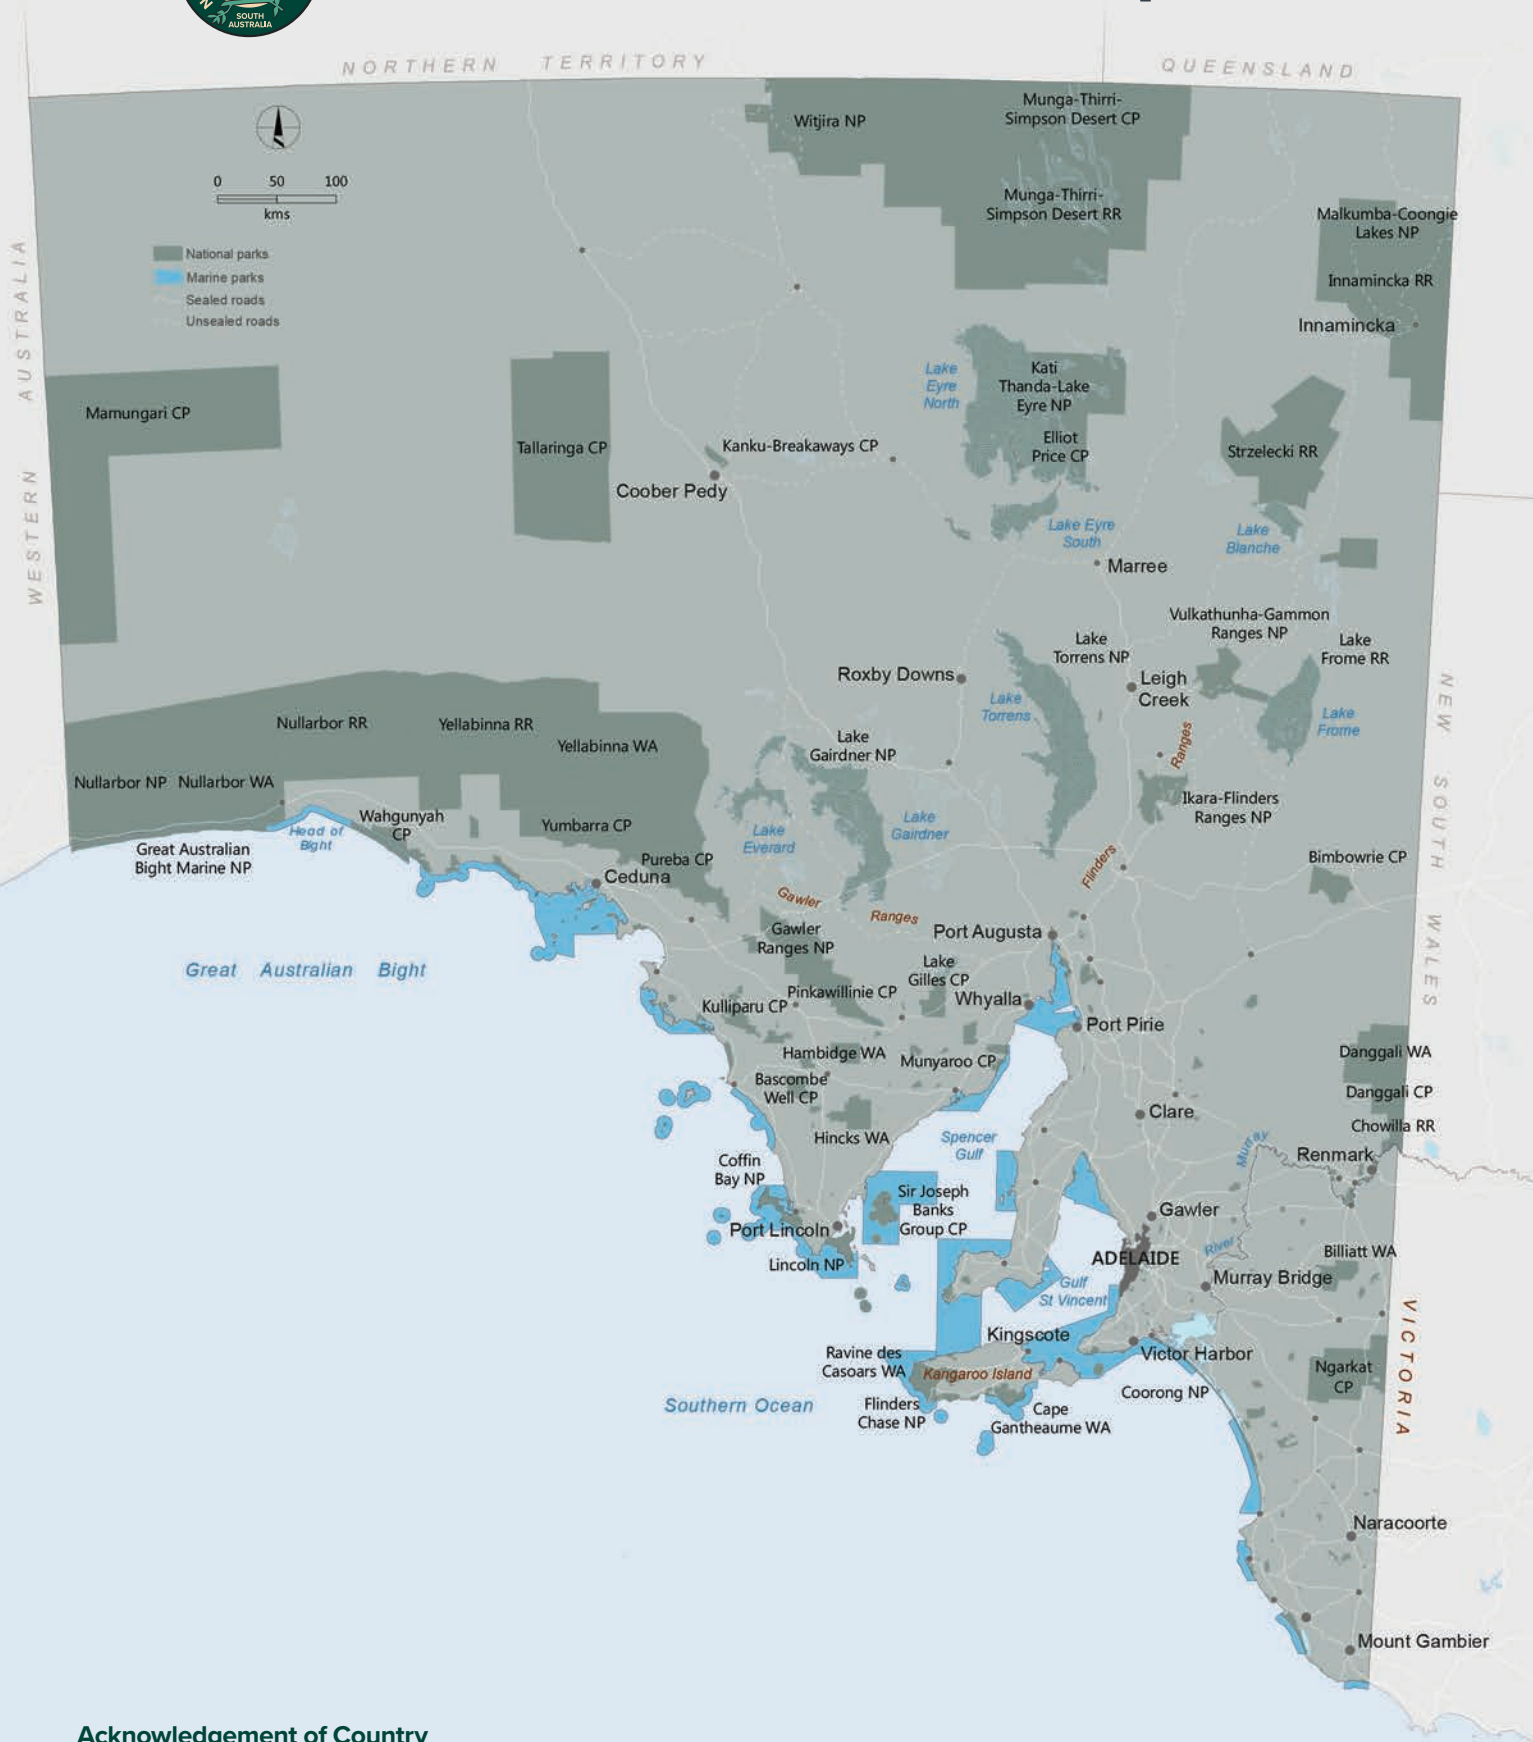 SOUTH
AUSTRALIA
NORTHERN TERRITORY
QUEENSLAND
WESTERN AUSTRALIA
NEW SOUTH WALES
VICTORIA
0 50 100
kms
National parks
Marine parks
Sealed roads
Unsealed roads
Witjira NP
Munga-Thirri-
Simpson Desert CP
Munga-Thirri-
Simpson Desert RR
Malkumba-Coongie
Lakes NP
Innamincka RR
Innamincka
Lake
Eyre
North
Kati
Thanda-Lake
Eyre NP
Elliot
Price CP
Mamungari CP
Tallaringa CP
Kanku-Breakaways CP
Coober Pedy
Strzelecki RR
Lake Eyre
South
Lake
Blanche
Marree
Vulkathunha-Gammon
Ranges NP
Lake
Torrens NP
Lake
Frome RR
Roxby Downs
Leigh
Creek
Lake
Torrens
Lake
Frome
Nullarbor RR
Yellabinna RR
Yellabinna WA
Lake
Gairdner NP
Flinders Ranges
Nullarbor NP
Nullarbor WA
Ikara-Flinders
Ranges NP
Wahgunyah
CP
Yumbarra CP
Head of
Bight
Lake
Everard
Lake
Gairdner
Great Australian
Bight Marine NP
Pureba CP
Ceduna
Bimbowrie CP
Gawler Ranges
Gawler
Ranges NP
Port Augusta
Great Australian Bight
Lake
Gilles CP
Pinkawillinie CP
Whyalla
Kulliparu CP
Port Pirie
Hambidge WA
Munyaroo CP
Danggali WA
Bascombe
Well CP
Danggali CP
Clare
Chowilla RR
Hincks WA
Spencer
Gulf
Murray
River
Renmark
Coffin
Bay NP
Sir Joseph
Banks
Group CP
Gawler
Port Lincoln
ADELAIDE
Billiatt WA
Lincoln NP
Murray Bridge
Gulf
St Vincent
Kingscote
Ravine des
Casoars WA
Victor Harbor
Kangaroo Island
Ngarkat
CP
Coorong NP
Southern Ocean
Flinders
Chase NP
Cape
Gantheaume WA
Naracoorte
Mount Gambier
Acknowledgement of Country